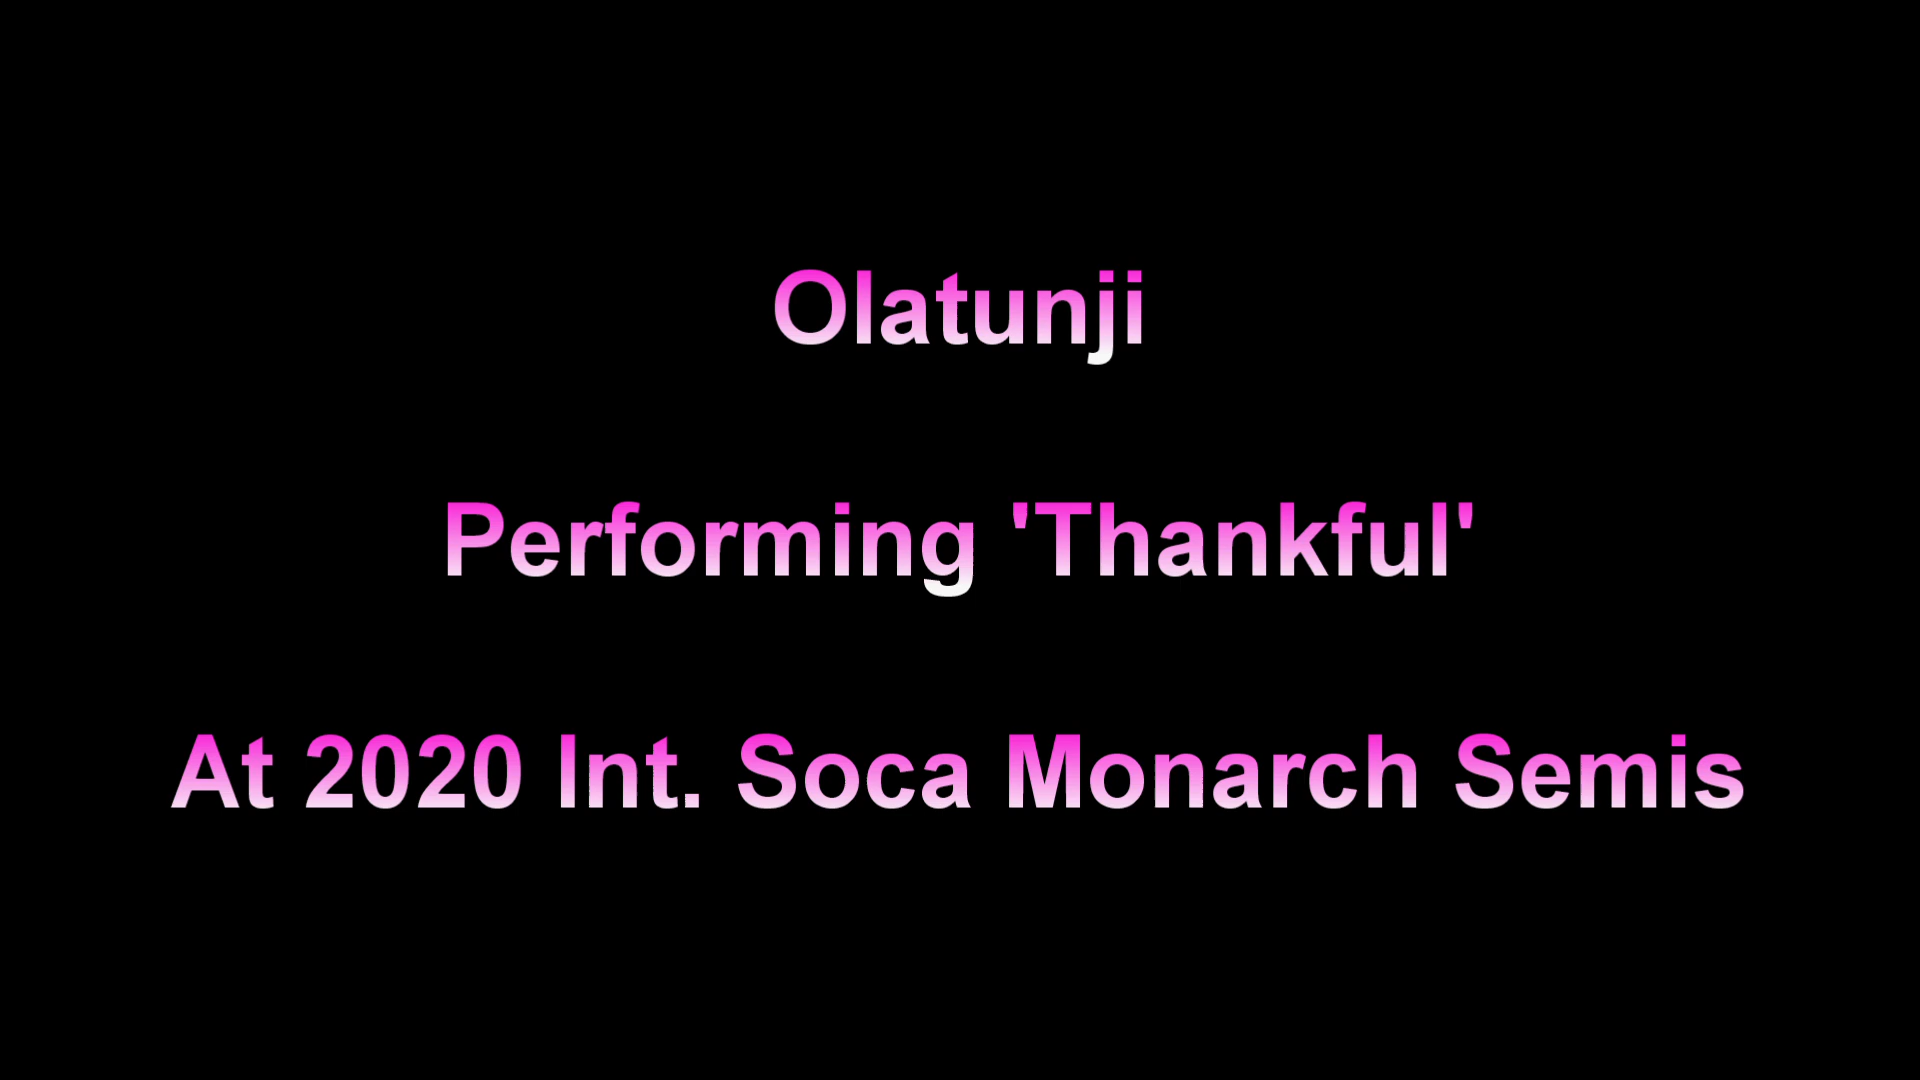 Olatunji
Performing 'Thankful'
At 2020 Int. Soca Monarch Semis